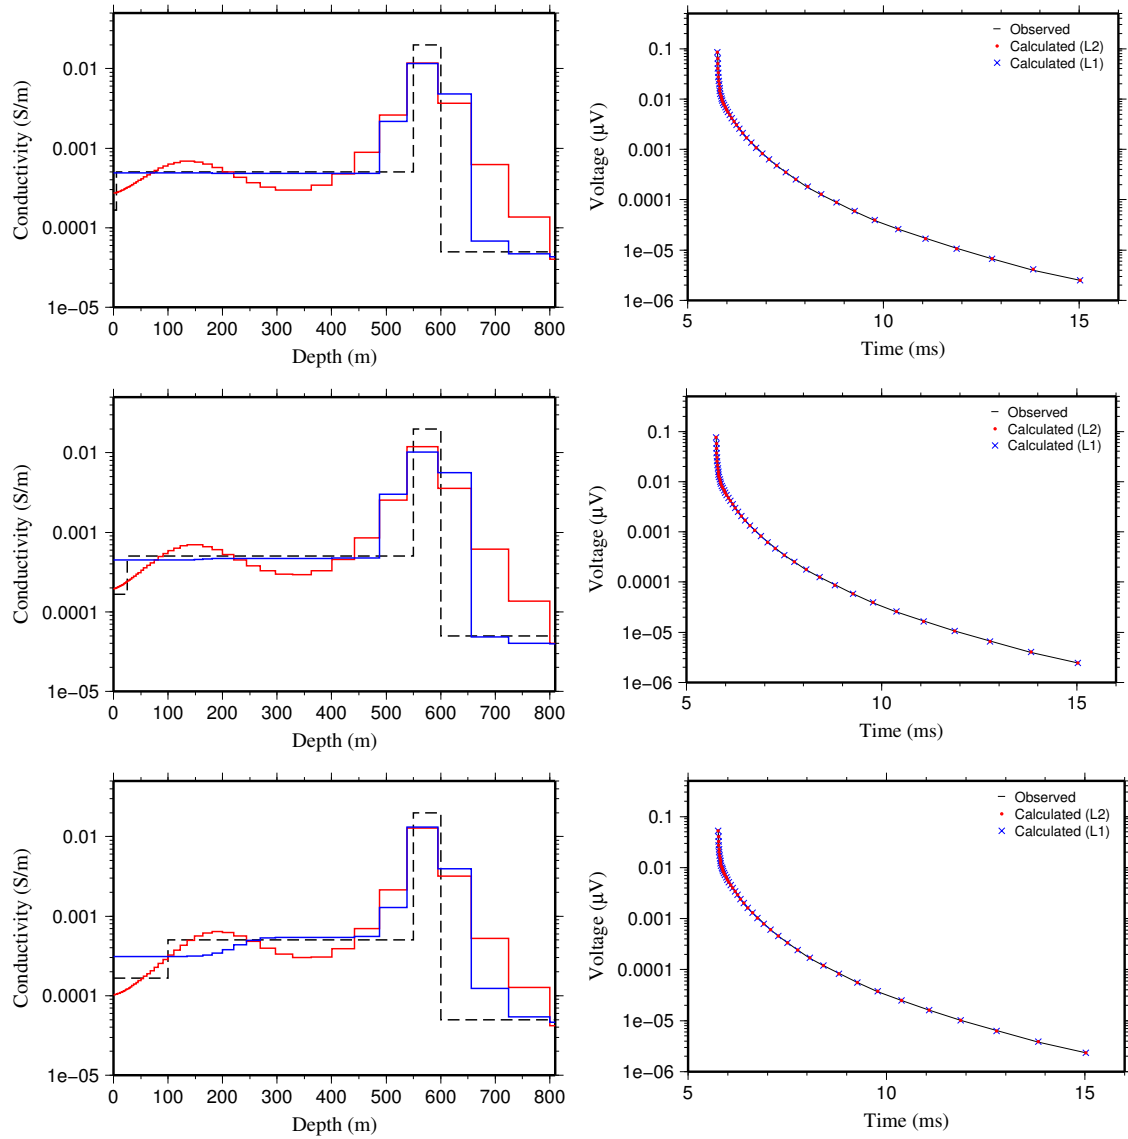 Conductivity (S/m)
0.01
0.001
0.0001
1e−05
0 100 200 300 400 500 600 700 800
Depth (m)
Voltage (µV)
0.1
0.01
0.001
0.0001
1e−05
1e−06
5 10 15
Time (ms)
Observed
Calculated (L2)
Calculated (L1)
Conductivity (S/m)
0.01
0.001
0.0001
1e−05
0 100 200 300 400 500 600 700 800
Depth (m)
Voltage (µV)
0.1
0.01
0.001
0.0001
1e−05
1e−06
5 10 15
Time (ms)
Observed
Calculated (L2)
Calculated (L1)
Conductivity (S/m)
0.01
0.001
0.0001
1e−05
0 100 200 300 400 500 600 700 800
Depth (m)
Voltage (µV)
0.1
0.01
0.001
0.0001
1e−05
1e−06
5 10 15
Time (ms)
Observed
Calculated (L2)
Calculated (L1)